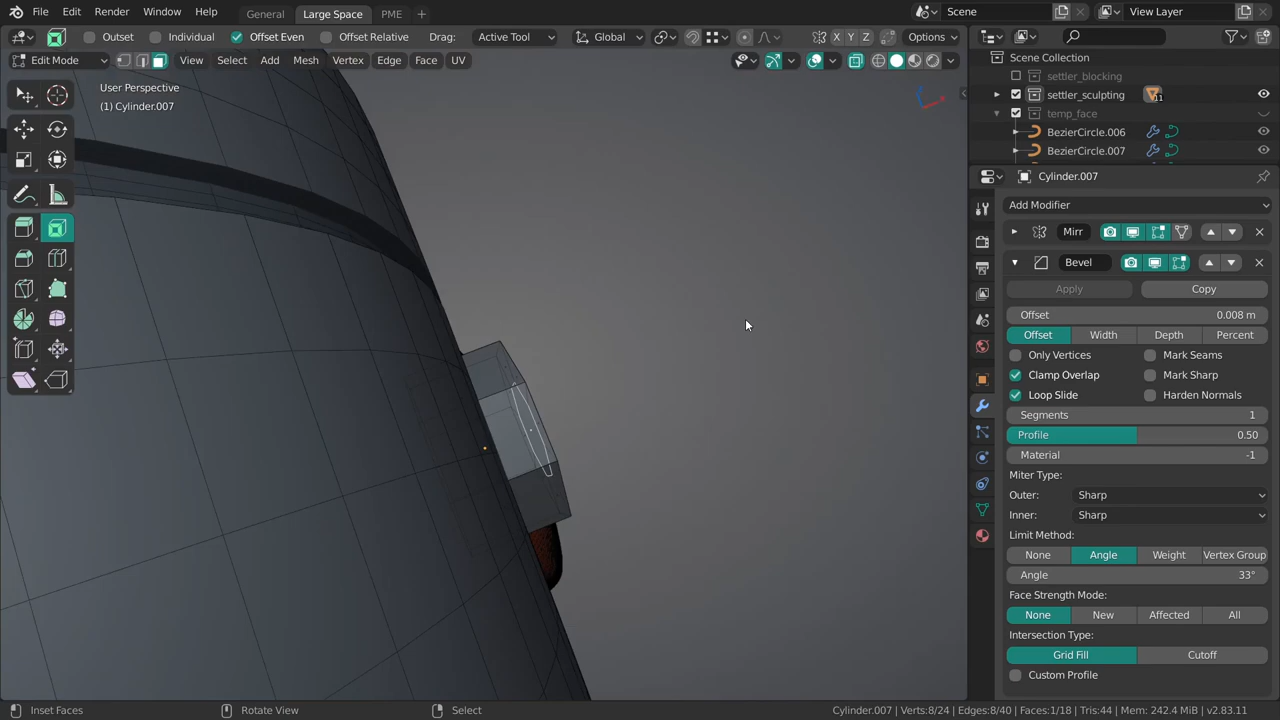 File Edit Render Window Help General Large Space PME Scene View Layer
Outset Individual Offset Even Offset Relative Drag: Active Tool Global X Y Z Options
Edit Mode View Select Add Mesh Vertex Edge Face UV
User Perspective
(1) Cylinder.007
Scene Collection
settler_blocking
settler_sculpting 11
temp_face
BezierCircle.006
BezierCircle.007
Cylinder.007
Add Modifier
Mirr
Bevel
Apply Copy
Offset 0.008 m
Offset Width Depth Percent
Only Vertices Mark Seams
Clamp Overlap Mark Sharp
Loop Slide Harden Normals
Segments 1
Profile 0.50
Material -1
Miter Type:
Outer: Sharp
Inner: Sharp
Limit Method:
None Angle Weight Vertex Group
Angle 33°
Face Strength Mode:
None New Affected All
Intersection Type:
Grid Fill Cutoff
Custom Profile
Inset Faces Rotate View Select Cylinder.007 | Verts:8/24 | Edges:8/40 | Faces:1/18 | Tris:44 | Mem: 242.4 MiB | v2.83.11